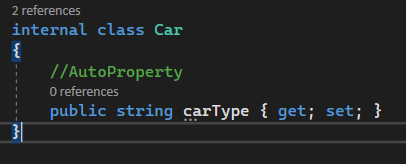 2 references
internal class Car
{
//AutoProperty
0 references
public string carType { get; set; }
}